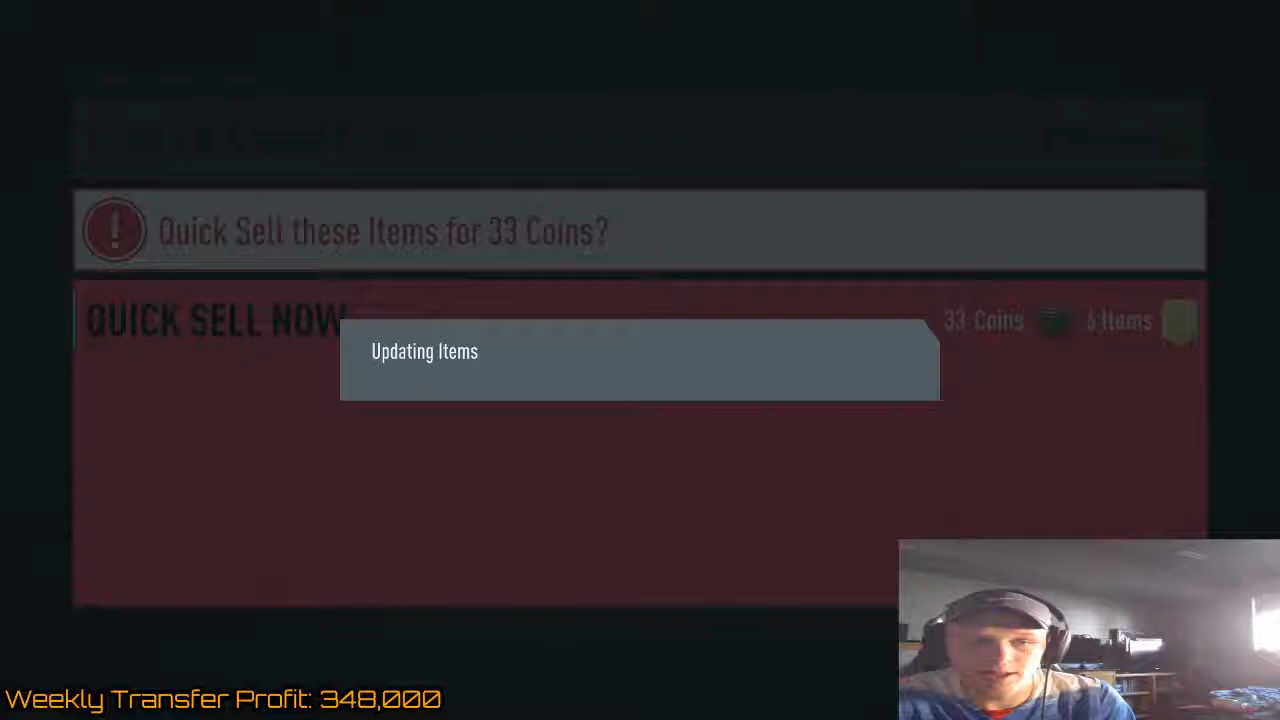 Quick Sell these Items for 33 Coins?
QUICK SELL NOW
33 Coins
6 Items
Updating Items
Weekly Transfer Profit: 348,000